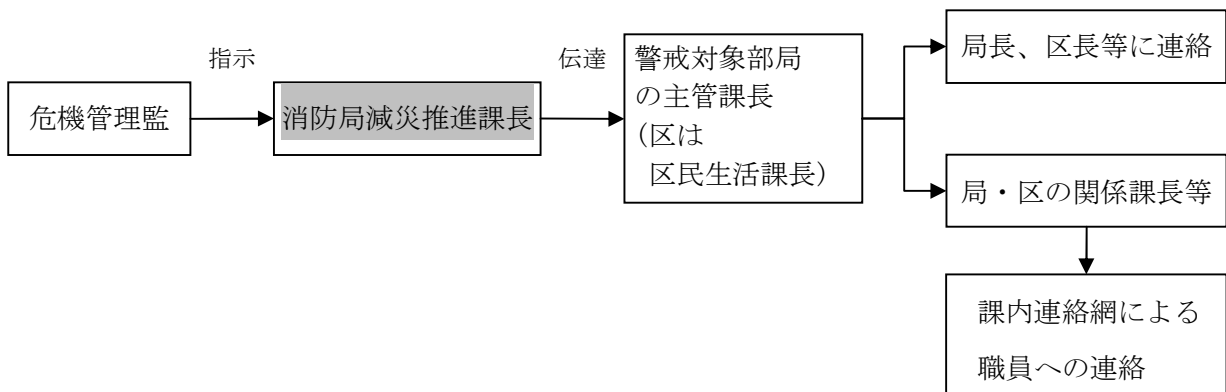 危機管理監
指示
消防局減災推進課長
伝達
警戒対象部局
の主管課長
(区は
区民生活課長)
局長、区長等に連絡
局・区の関係課長等
課内連絡網による
職員への連絡